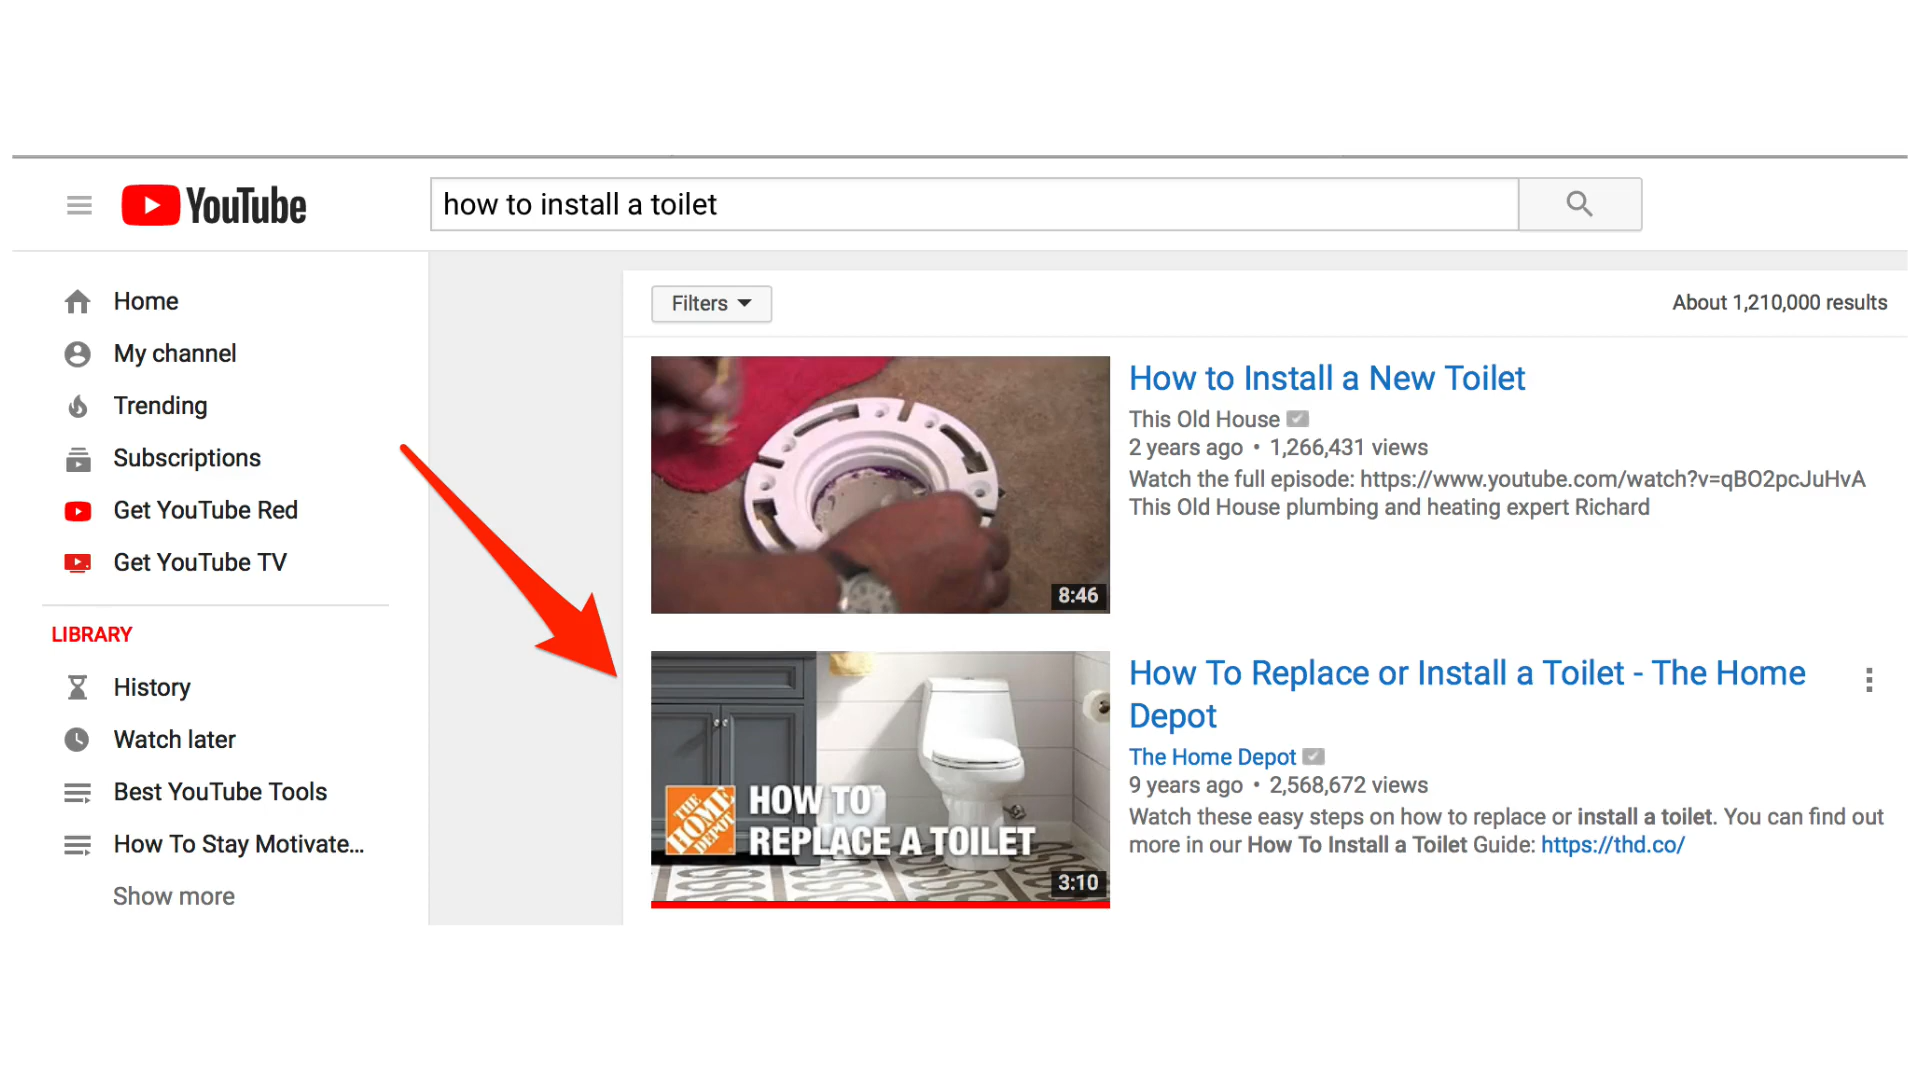 YouTube
how to install a toilet
Home
My channel
Trending
Subscriptions
Get YouTube Red
Get YouTube TV
LIBRARY
History
Watch later
Best YouTube Tools
How To Stay Motivate...
Show more
Filters
About 1,210,000 results
8:46
How to Install a New Toilet
This Old House
2 years ago • 1,266,431 views
Watch the full episode: https://www.youtube.com/watch?v=qBO2pcJuHvA
This Old House plumbing and heating expert Richard
THE
HOME
DEPOT
HOW TO
REPLACE A TOILET
3:10
How To Replace or Install a Toilet - The Home
Depot
The Home Depot
9 years ago • 2,568,672 views
Watch these easy steps on how to replace or install a toilet. You can find out
more in our How To Install a Toilet Guide: https://thd.co/